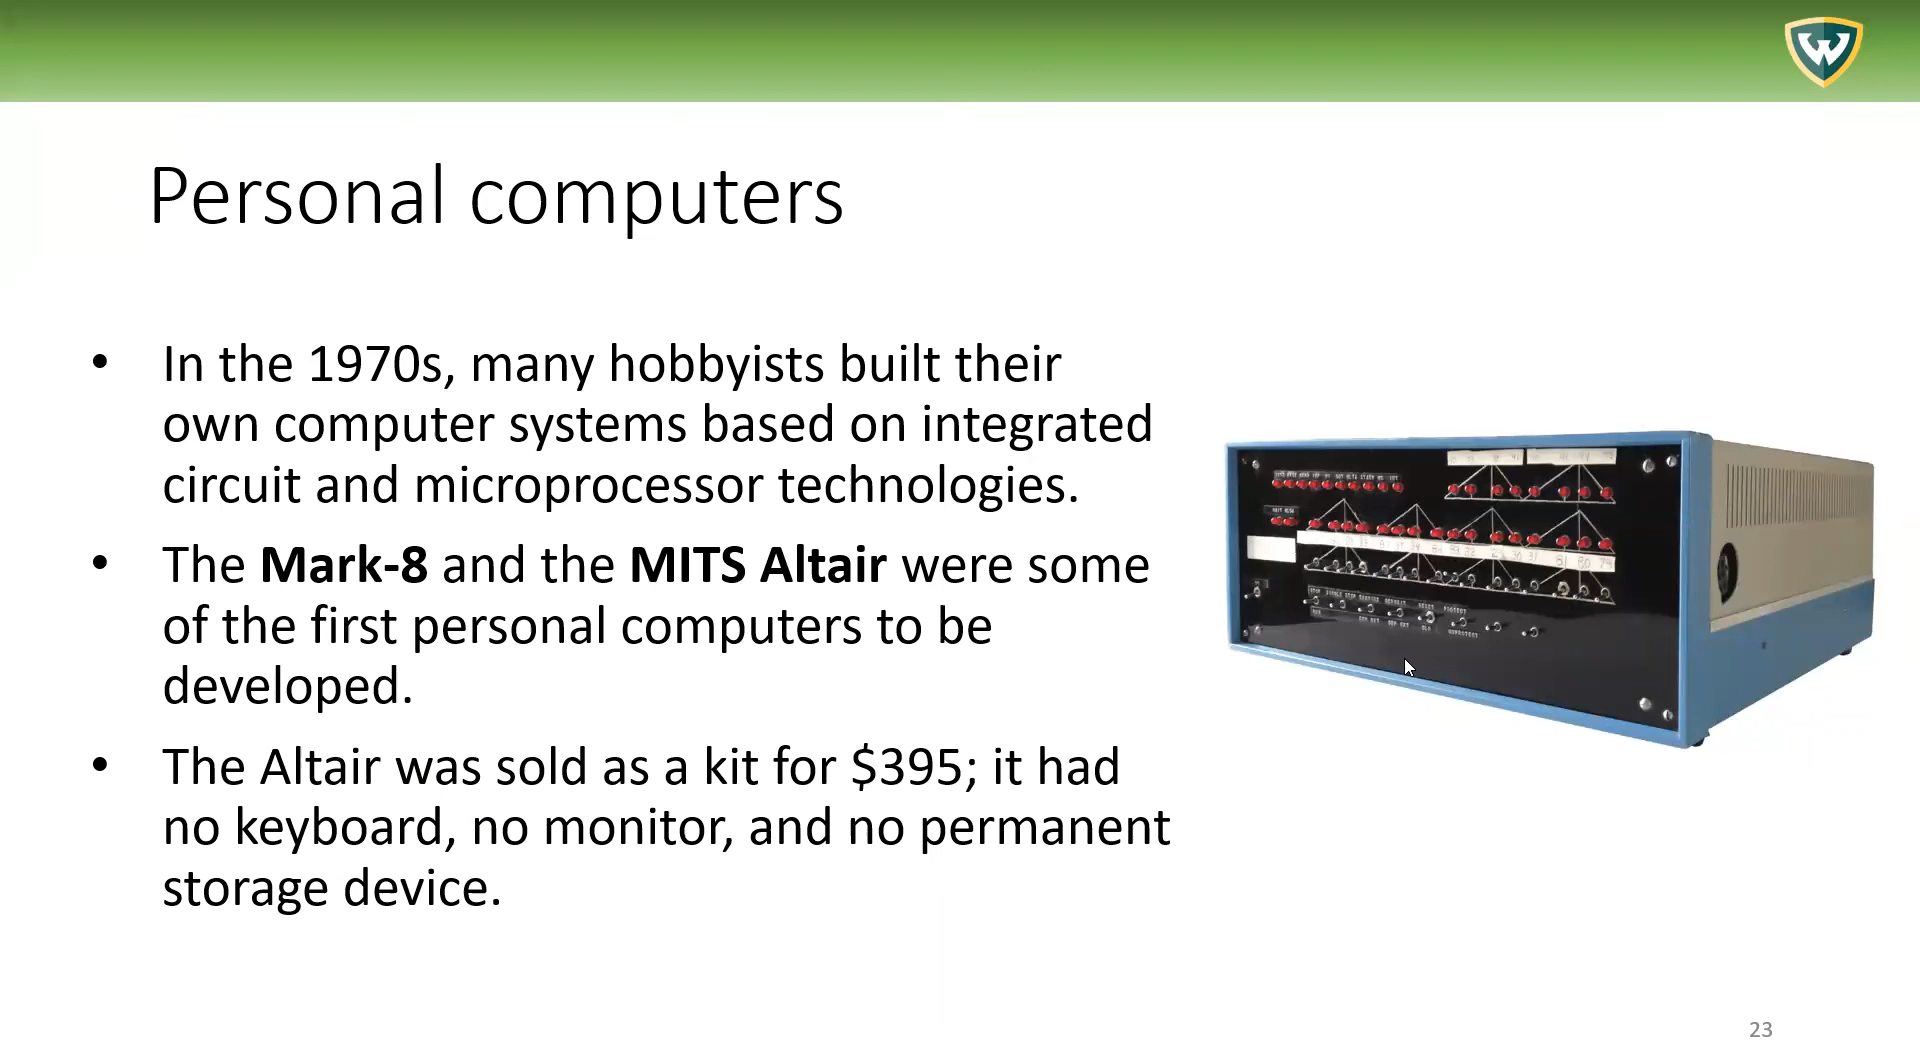 Personal computers
• In the 1970s, many hobbyists built their
own computer systems based on integrated
circuit and microprocessor technologies.
• The Mark-8 and the MITS Altair were some
of the first personal computers to be
developed.
• The Altair was sold as a kit for $395; it had
no keyboard, no monitor, and no permanent
storage device.
23